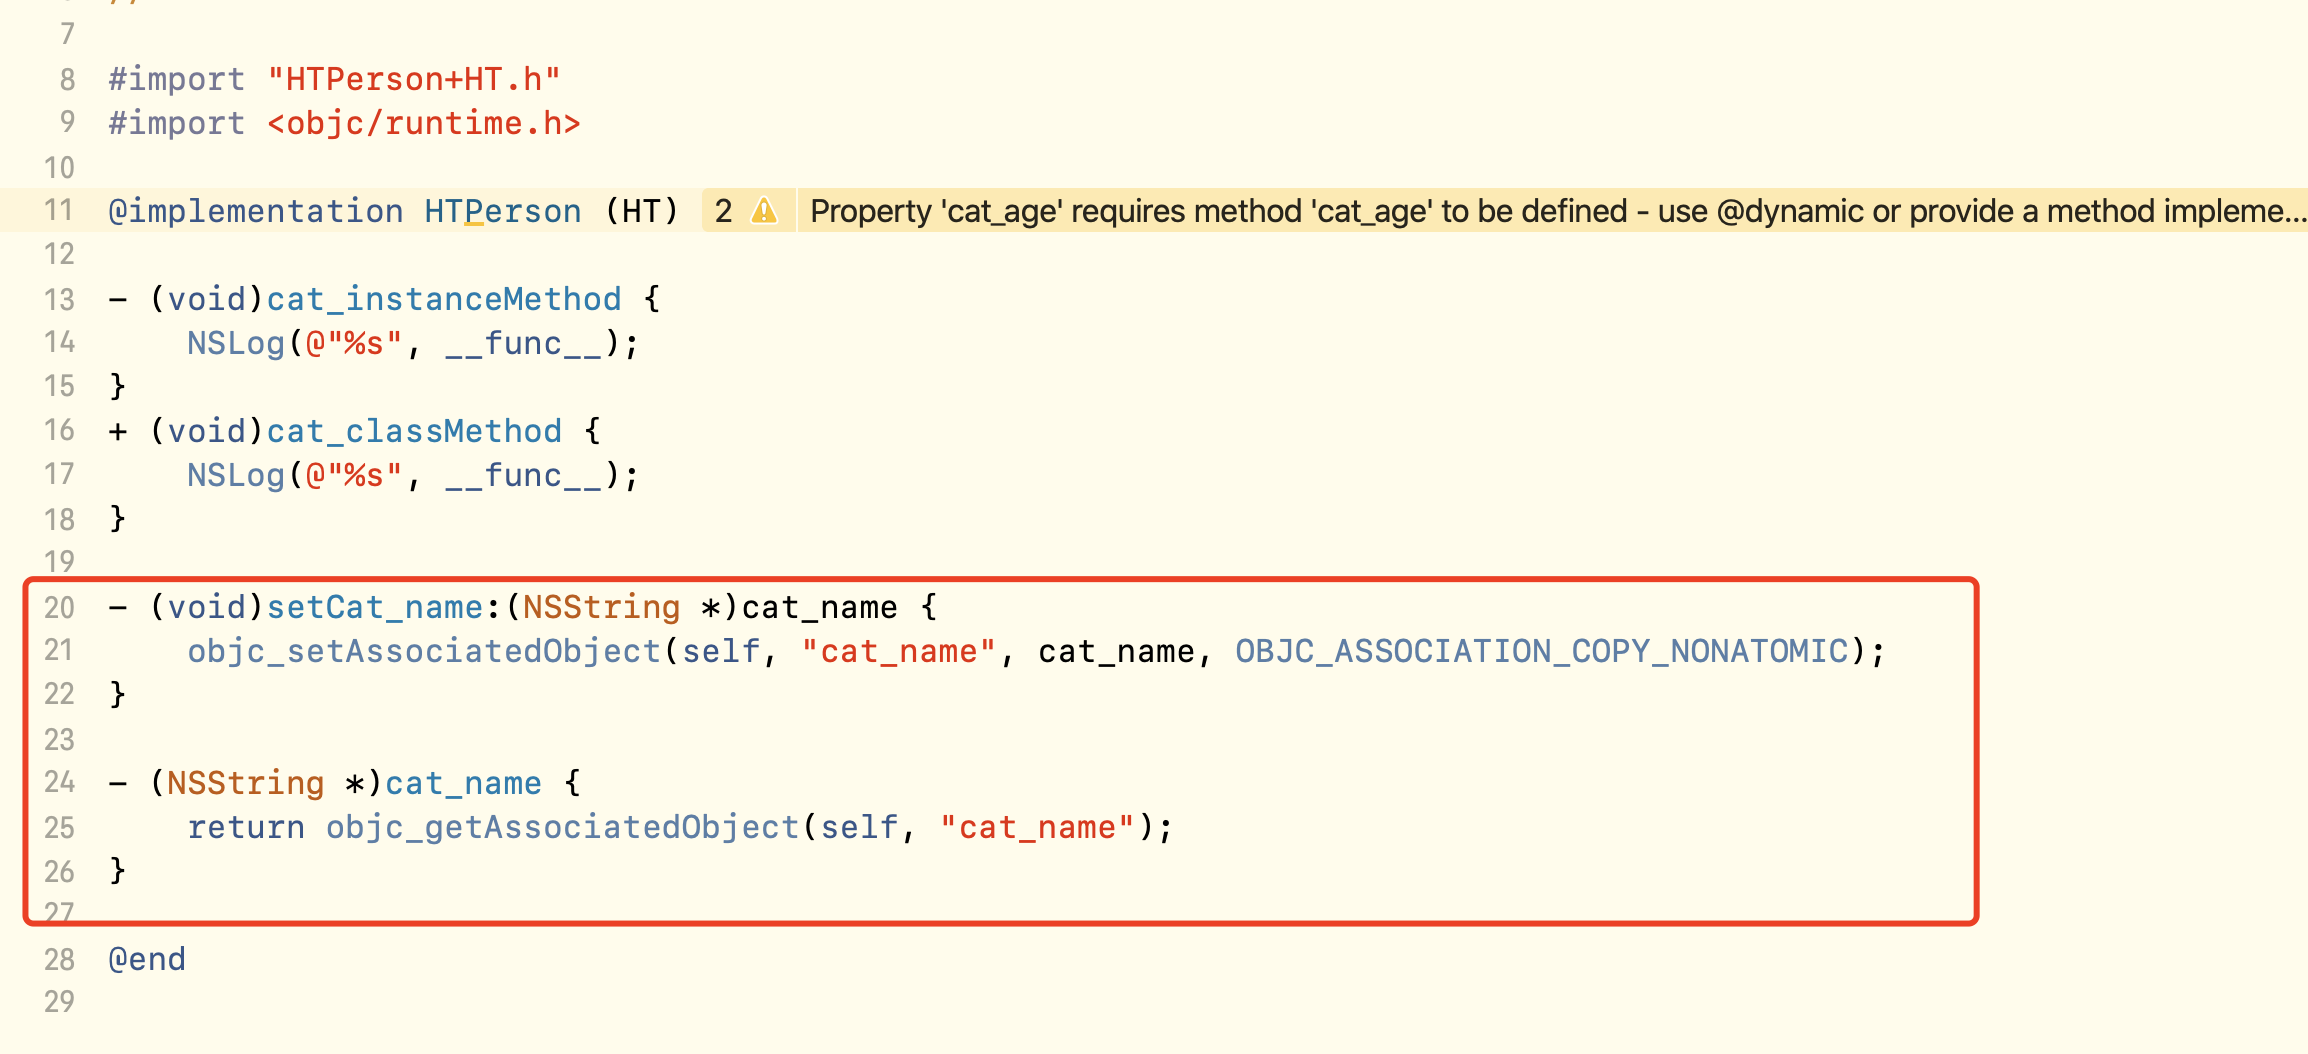 7
8 #import "HTPerson+HT.h"
9 #import <objc/runtime.h>
10
11 @implementation HTPerson (HT) 2 Property 'cat_age' requires method 'cat_age' to be defined - use @dynamic or provide a method impleme...
12
13 - (void)cat_instanceMethod {
14 NSLog(@"%s", __func__);
15 }
16 + (void)cat_classMethod {
17 NSLog(@"%s", __func__);
18 }
19
20 - (void)setCat_name:(NSString *)cat_name {
21 objc_setAssociatedObject(self, "cat_name", cat_name, OBJC_ASSOCIATION_COPY_NONATOMIC);
22 }
23
24 - (NSString *)cat_name {
25 return objc_getAssociatedObject(self, "cat_name");
26 }
27
28 @end
29